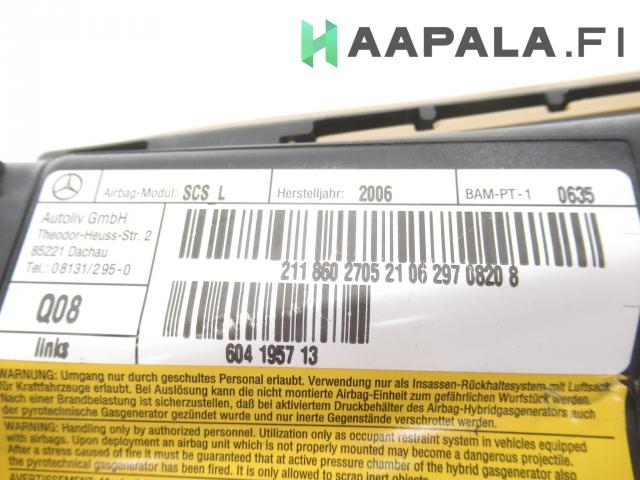 HAAPALA.FI
Airbag-Modul: SCS_L Herstelljahr: 2006 BAM-PT-1 0635
Autoliv GmbH
Theodor-Heuss-Str. 2
85221 Dachau
Tel.: 08131/295-0
211 860 2705 21 06 297 0820 8
Q08
links
604 1957 13
WARNUNG: Umgang nur durch geschultes Personal erlaubt. Verwendung nur als Insassen-Rückhaltesystem mit Luftsack
für Kraftfahrzeuge erlaubt. Bei Auslösung kann die nicht montierte Airbag-Einheit zum gefährlichen Wurfstück werden.
Nach einer Brandbelastung ist sicherzustellen, daß bei aktiviertem Druckbehälter des Airbag-Hybridgasgenerators auch
der pyrotechnische Gasgenerator gezündet wurde und nur inerte Gegenstände verschrottet werden.
WARNING: Handling only by authorized personnel. Utilization only as occupant restraint system in vehicles equipped
with airbags. Upon deployment an airbag unit which is not properly mounted may become a dangerous projectile.
After a stress caused of fire it must be secured that at active pressure chamber of the hybrid gasgenerator also
the pyrotechnical gasgenerator has been fired. It is only allowed to scrap inert objects.
AVERTISSEMENT: